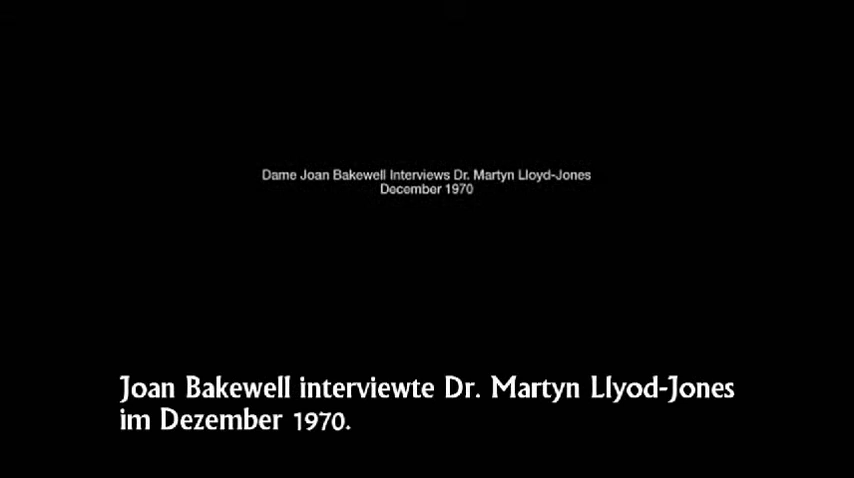 Dame Joan Bakewell Interviews Dr. Martyn Lloyd-Jones
December 1970
Joan Bakewell interviewte Dr. Martyn Llyod-Jones
im Dezember 1970.